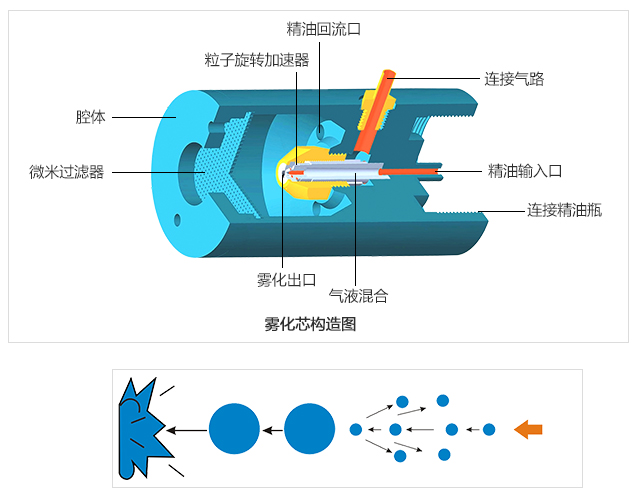 精油回流口
粒子旋转加速器
连接气路
腔体
微米过滤器
精油输入口
连接精油瓶
雾化出口
气液混合
雾化芯构造图